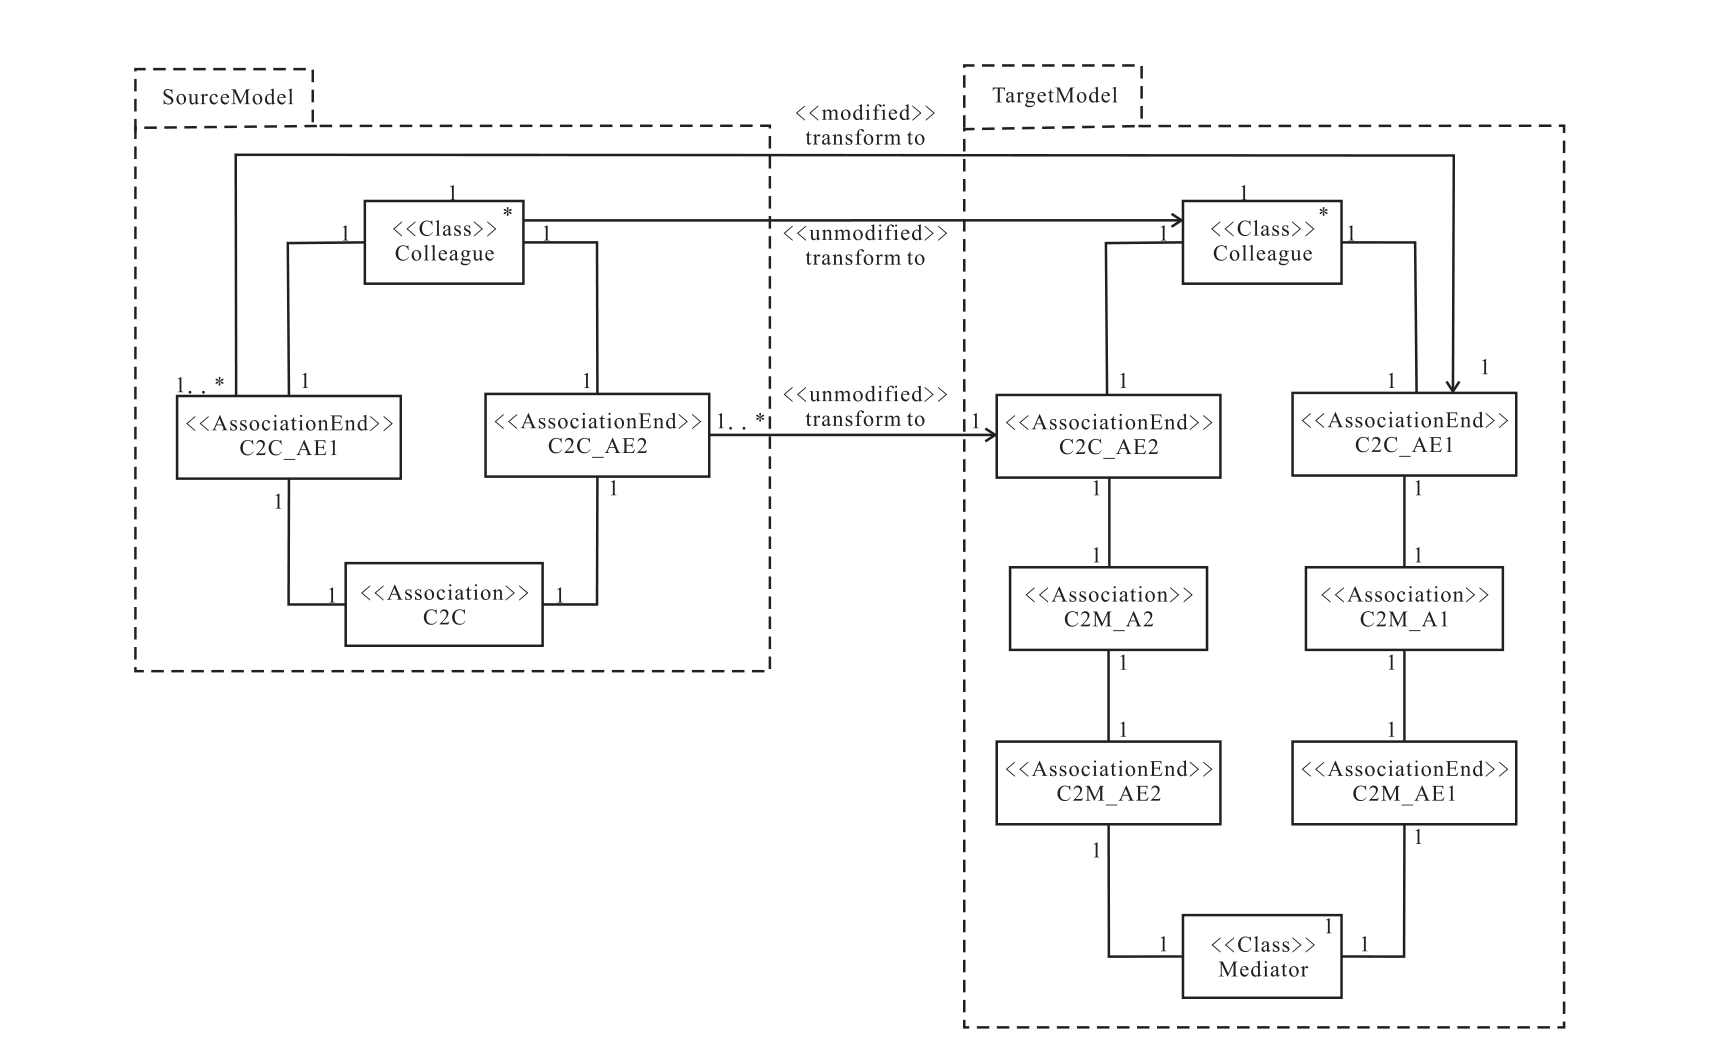 SourceModel
TargetModel
<<modified>>
transform to
1
1
<<Class>>
*
Colleague
<<Class>>
*
Colleague
1
1
<<unmodified>>
transform to
1
1
1..*
1
1
<<unmodified>>
transform to
1
1
1
<<AssociationEnd>>
C2C_AE1
<<AssociationEnd>>
C2C_AE2
1..*
1
<<AssociationEnd>>
C2C_AE2
<<AssociationEnd>>
C2C_AE1
1
1
1
1
1
1
1
<<Association>>
C2C
1
<<Association>>
C2M_A2
<<Association>>
C2M_A1
1
1
1
1
<<AssociationEnd>>
C2M_AE2
<<AssociationEnd>>
C2M_AE1
1
1
1
<<Class>>
1
Mediator
1